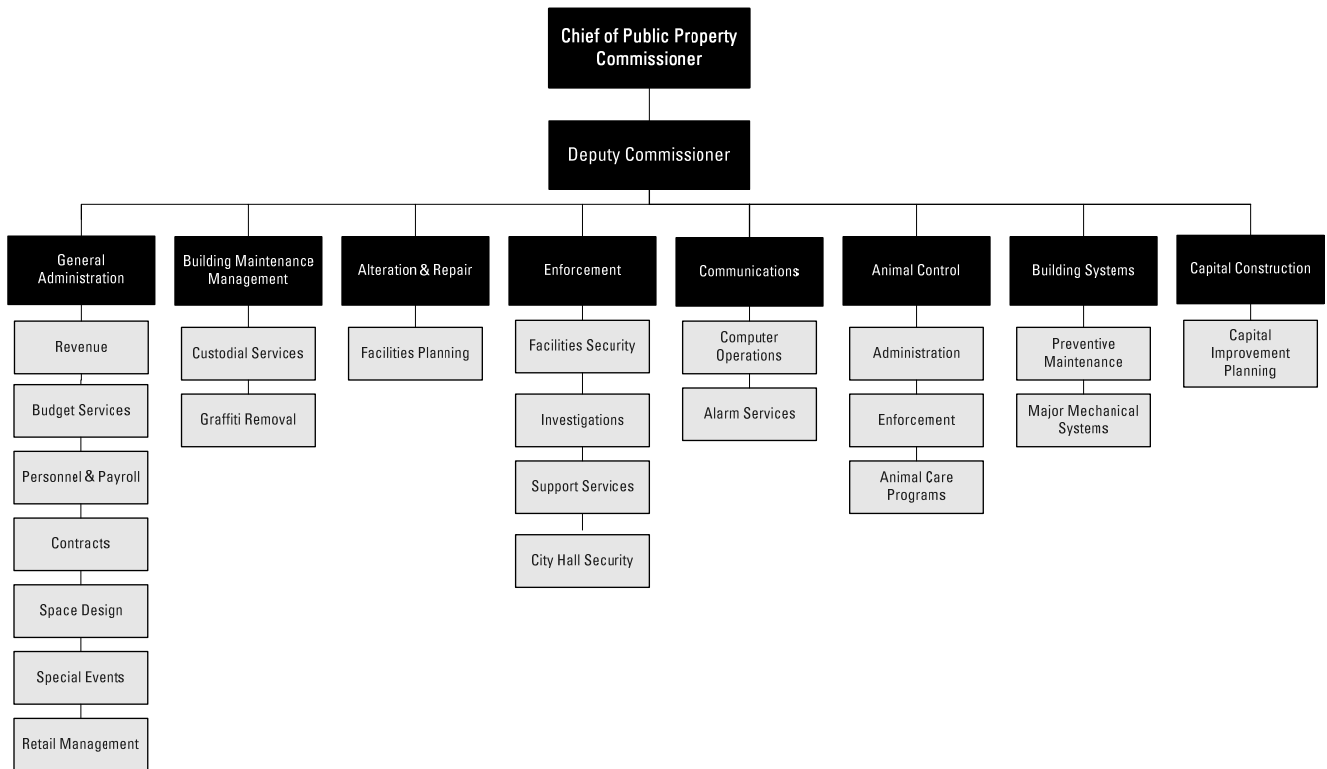 Chief of Public Property
Commissioner
Deputy Commissioner
General
Administration
Building Maintenance
Management
Alteration & Repair
Enforcement
Communications
Animal Control
Building Systems
Capital Construction
Revenue
Budget Services
Personnel & Payroll
Contracts
Space Design
Special Events
Retail Management
Custodial Services
Graffiti Removal
Facilities Planning
Facilities Security
Investigations
Support Services
City Hall Security
Computer
Operations
Alarm Services
Administration
Enforcement
Animal Care
Programs
Preventive
Maintenance
Major Mechanical
Systems
Capital
Improvement
Planning